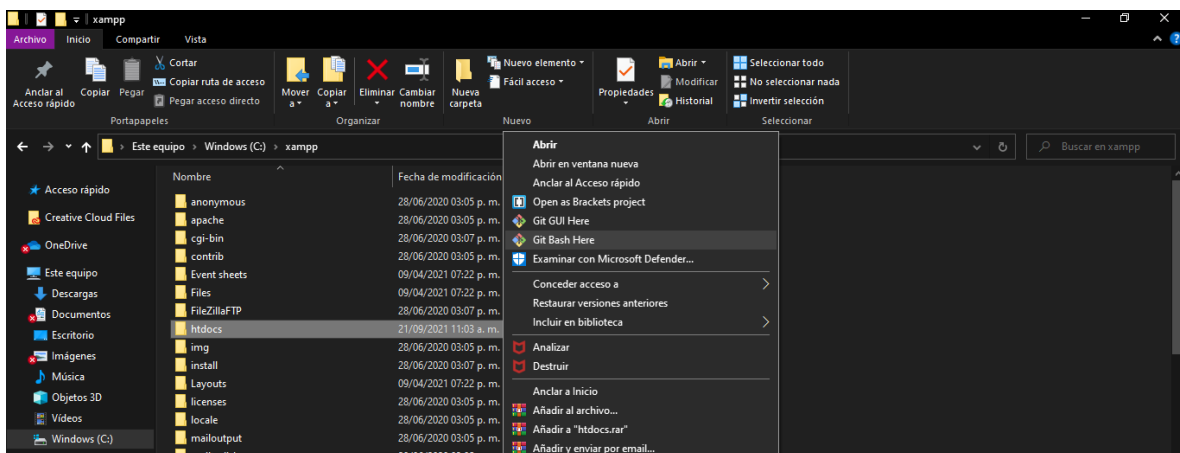 xampp
Archivo Inicio Compartir Vista
Anclar al Acceso rápido
Copiar
Pegar
Cortar
Copiar ruta de acceso
Pegar acceso directo
Portapapeles
Mover a
Copiar a
Eliminar
Cambiar nombre
Organizar
Nueva carpeta
Nuevo elemento
Fácil acceso
Nuevo
Propiedades
Abrir
Modificar
Historial
Abrir
Seleccionar todo
No seleccionar nada
Invertir selección
Seleccionar
Este equipo > Windows (C:) > xampp
Buscar en xampp
Acceso rápido
Creative Cloud Files
OneDrive
Este equipo
Descargas
Documentos
Escritorio
Imágenes
Música
Objetos 3D
Vídeos
Windows (C:)
Nombre Fecha de modificación
anonymous 28/06/2020 03:05 p. m.
apache 28/06/2020 03:05 p. m.
cgi-bin 28/06/2020 03:07 p. m.
contrib 28/06/2020 03:05 p. m.
Event sheets 09/04/2021 07:22 p. m.
Files 09/04/2021 07:22 p. m.
FileZillaFTP 28/06/2020 03:07 p. m.
htdocs 21/09/2021 11:03 a. m.
img 28/06/2020 03:05 p. m.
install 28/06/2020 03:07 p. m.
Layouts 09/04/2021 07:22 p. m.
licenses 28/06/2020 03:05 p. m.
locale 28/06/2020 03:05 p. m.
mailoutput 28/06/2020 03:05 p. m.
Abrir
Abrir en ventana nueva
Anclar al Acceso rápido
Open as Brackets project
Git GUI Here
Git Bash Here
Examinar con Microsoft Defender...
Conceder acceso a
Restaurar versiones anteriores
Incluir en biblioteca
Analizar
Destruir
Anclar a Inicio
Añadir al archivo...
Añadir a "htdocs.rar"
Añadir y enviar por email...